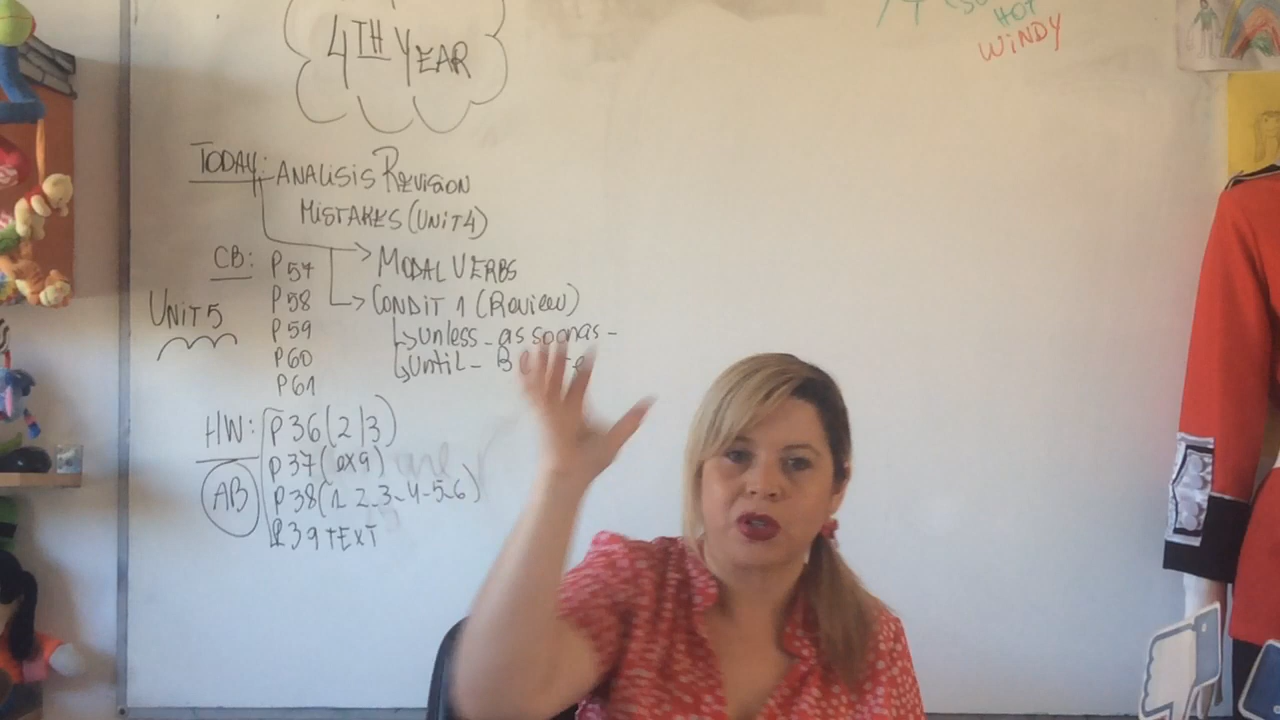 4TH YEAR
HOT
WINDY
TODAY: ANALISIS REVISION
MISTAKES (UNIT 4)
CB: P57 > MODAL VERBS
UNIT 5 P58 > CONDIT 1 (Review)
P59 unless - as soon as -
P60 until -
P61
HW: P36 (2/3)
P37 (ex9)
AB P38 (1-2-3-4-5-6)
P39 TEXT